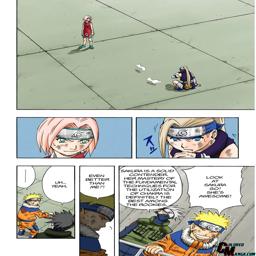 LOOK
AT
SAKURA
GO!
SHE'S
AWESOME!
SAKURA IS A SOLID
CONTENDER.
HER MASTERY OF
THE FUNDAMENTAL
TECHNIQUES FOR
THE UTILIZATION
OF CHAKRA IS
DEFINITELY THE
BEST AMONG
THE ROOKIES.
EVEN
BETTER
THAN
ME??
UH...
YEAH.